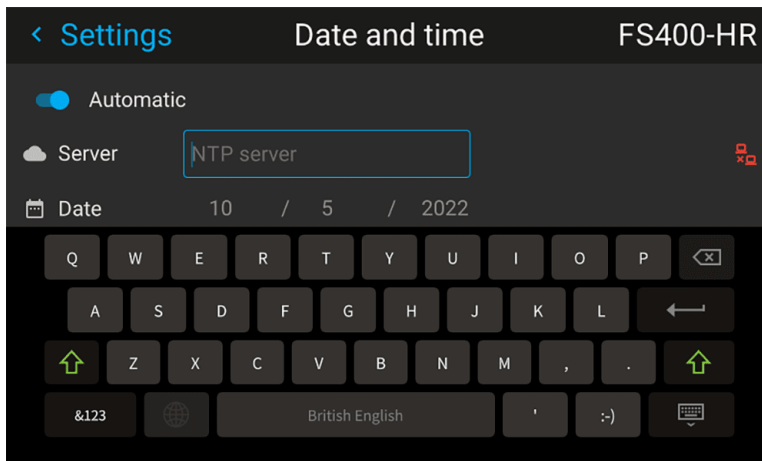 Settings Date and time FS400-HR
Automatic
Server NTP server
Date 10 / 5 / 2022
Q W E R T Y U I O P
A S D F G H J K L
Z X C V B N M , .
&123 British English ' :-)